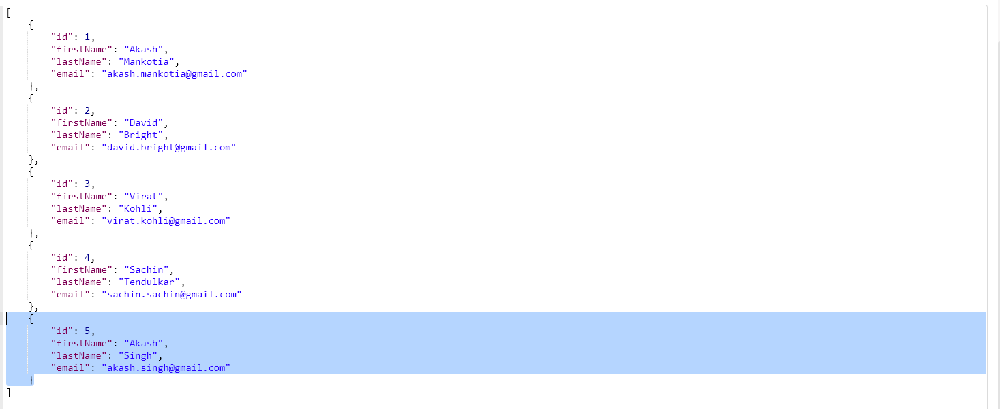 [
    {
        "id": 1,
        "firstName": "Akash",
        "lastName": "Mankotia",
        "email": "akash.mankotia@gmail.com"
    },
    {
        "id": 2,
        "firstName": "David",
        "lastName": "Bright",
        "email": "david.bright@gmail.com"
    },
    {
        "id": 3,
        "firstName": "Virat",
        "lastName": "Kohli",
        "email": "virat.kohli@gmail.com"
    },
    {
        "id": 4,
        "firstName": "Sachin",
        "lastName": "Tendulkar",
        "email": "sachin.sachin@gmail.com"
    },
    {
        "id": 5,
        "firstName": "Akash",
        "lastName": "Singh",
        "email": "akash.singh@gmail.com"
    }
]